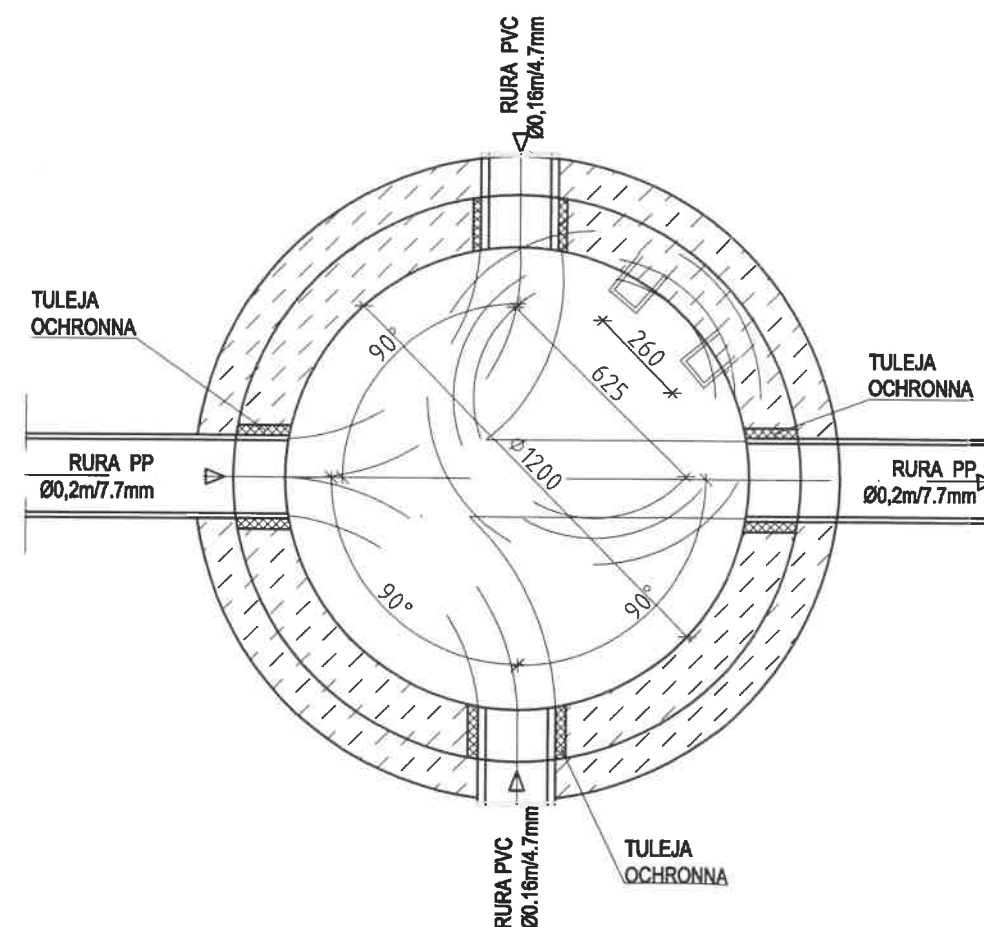 RURA PVC
Ø0,16m/4.7mm
TULEJA
OCHRONNA
90°
260
625
TULEJA
OCHRONNA
Ø1200
RURA PP
Ø0,2m/7.7mm
RURA PP
Ø0,2m/7.7mm
90°
90°
TULEJA
OCHRONNA
RURA PVC
Ø0.16m/4.7mm